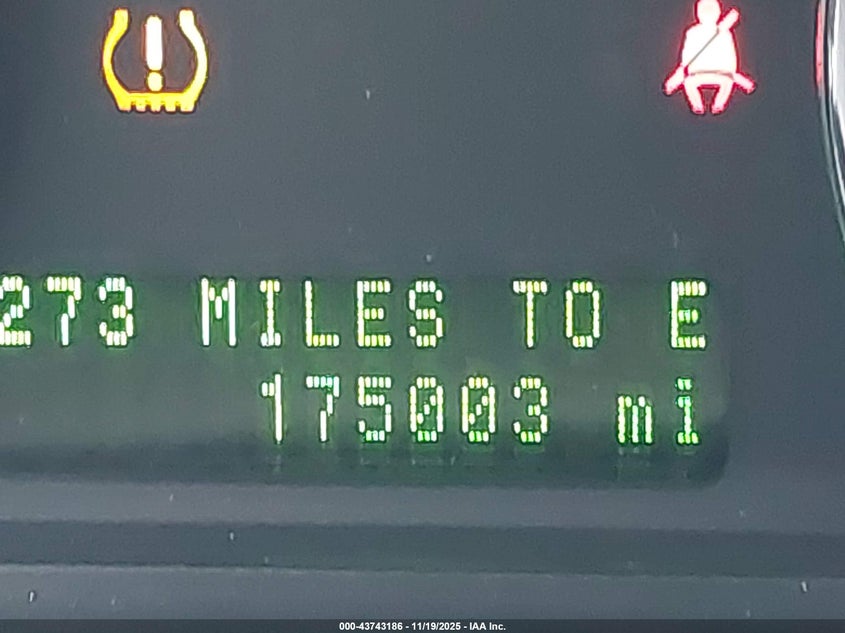 273 MILES TO E
175003 mi
000-43743186 - 11/19/2025 - IAA Inc.